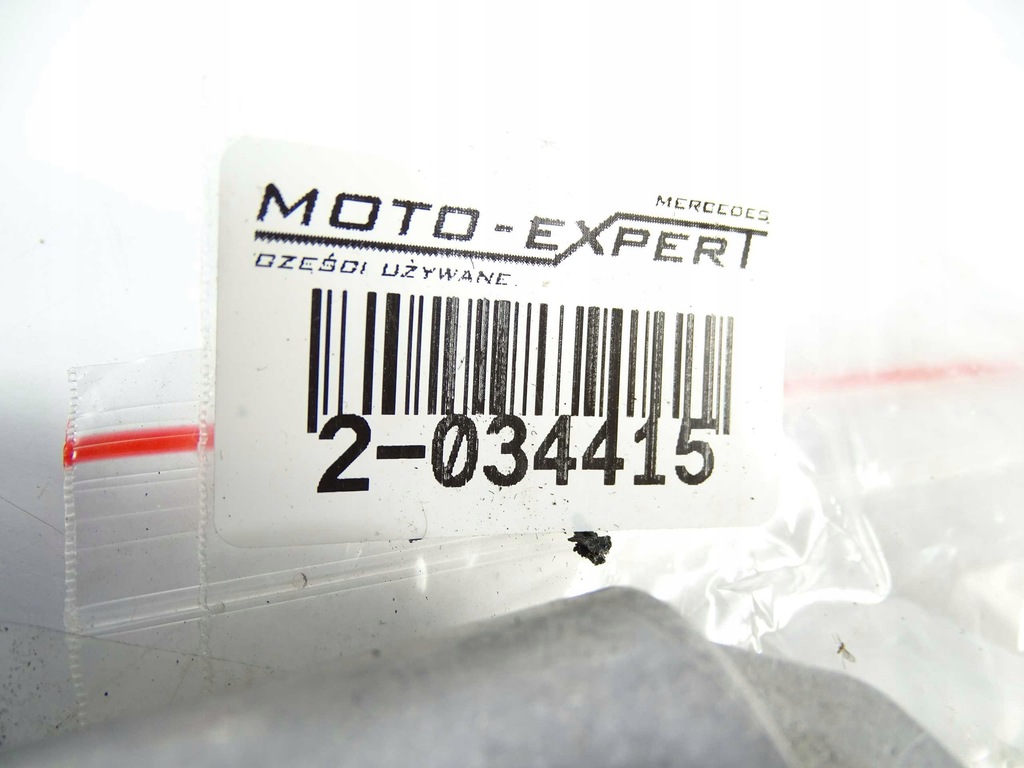 MERCEDES
MOTO-EXPERT
CZĘŚCI UŻYWANE
2-034415